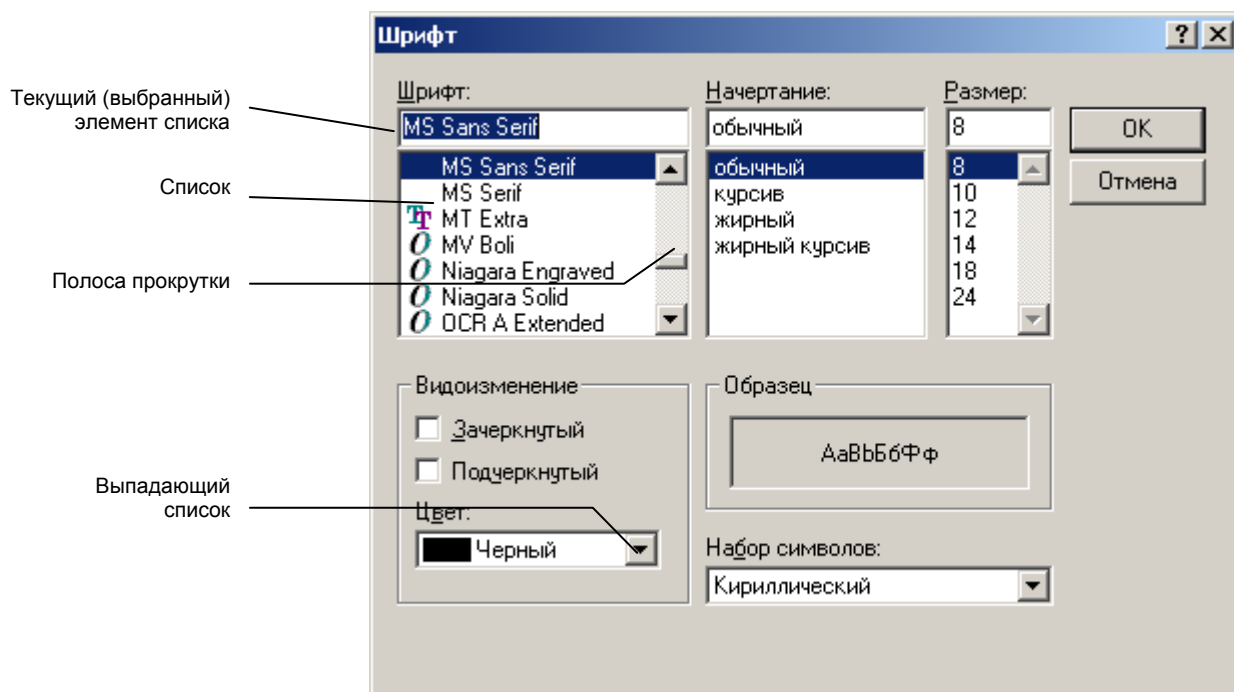 Шрифт
Текущий (выбранный)
элемент списка
Список
Полоса прокрутки
Выпадающий
список
Шрифт:
MS Sans Serif
MS Sans Serif
MS Serif
MT Extra
MV Boli
Niagara Engraved
Niagara Solid
OCR A Extended
Начертание:
обычный
обычный
курсив
жирный
жирный курсив
Размер:
8
8
10
12
14
18
24
OK
Отмена
Видоизменение
Зачеркнутый
Подчеркнутый
Цвет:
Черный
Образец
АаВbБбФф
Набор символов:
Кириллический